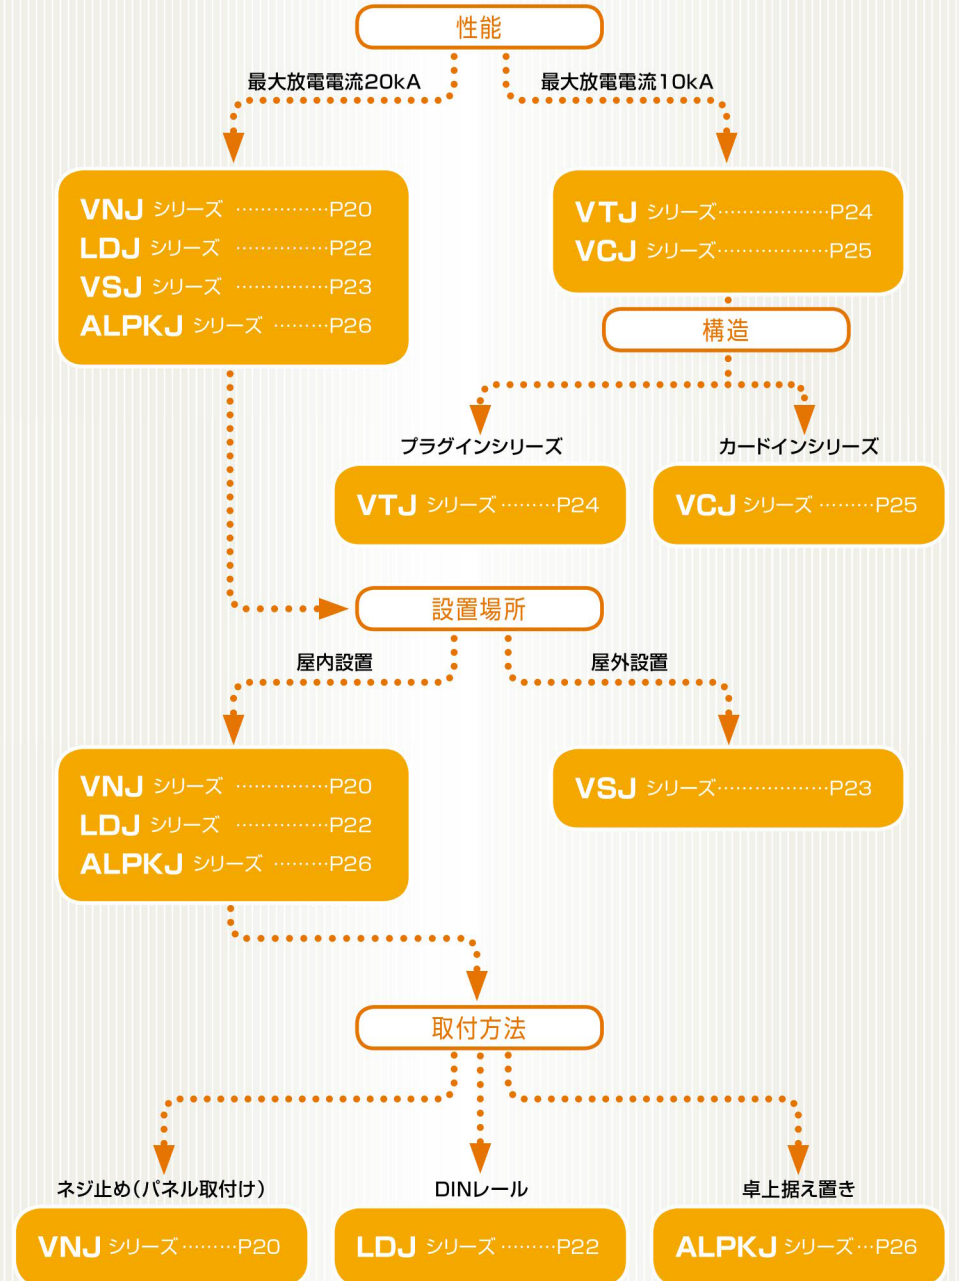 性能
最大放電電流20kA
最大放電電流10kA
VNJ シリーズ ……………P20
LDJ シリーズ ……………P22
VSJ シリーズ ……………P23
ALPKJ シリーズ ………P26
VTJ シリーズ………………P24
VCJ シリーズ………………P25
構造
プラグインシリーズ
カードインシリーズ
VTJ シリーズ………P24
VCJ シリーズ………P25
設置場所
屋内設置
屋外設置
VNJ シリーズ ……………P20
LDJ シリーズ ……………P22
ALPKJ シリーズ ………P26
VSJ シリーズ………………P23
取付方法
ネジ止め(パネル取付け)
DINレール
卓上据え置き
VNJ シリーズ………P20
LDJ シリーズ………P22
ALPKJ シリーズ…P26